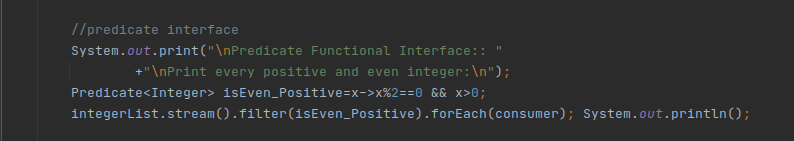 //predicate interface
System.out.print("\nPredicate Functional Interface:: "
+"\nPrint every positive and even integer:\n");
Predicate<Integer> isEven_Positive=x->x%2==0 && x>0;
integerList.stream().filter(isEven_Positive).forEach(consumer); System.out.println();